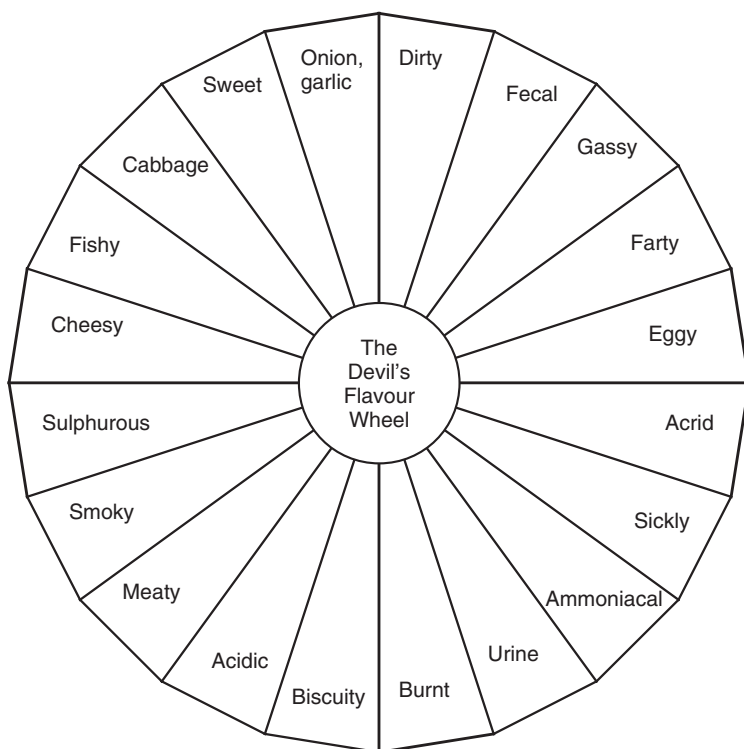 Onion,
garlic
Dirty
Fecal
Gassy
Farty
Eggy
Acrid
Sickly
Ammoniacal
Urine
Burnt
Biscuity
Acidic
Meaty
Smoky
Sulphurous
Cheesy
Fishy
Cabbage
Sweet
The
Devil's
Flavour
Wheel